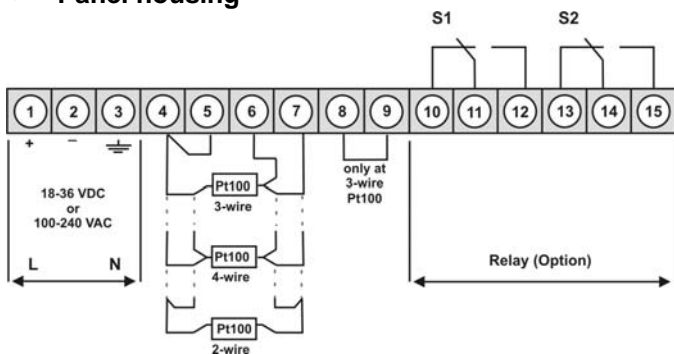 Panel housing
S1 S2
1 2 3 4 5 6 7 8 9 10 11 12 13 14 15
+ –
18-36 VDC
or
100-240 VAC
L N
Pt100
3-wire
Pt100
4-wire
Pt100
2-wire
only at
3-wire
Pt100
Relay (Option)